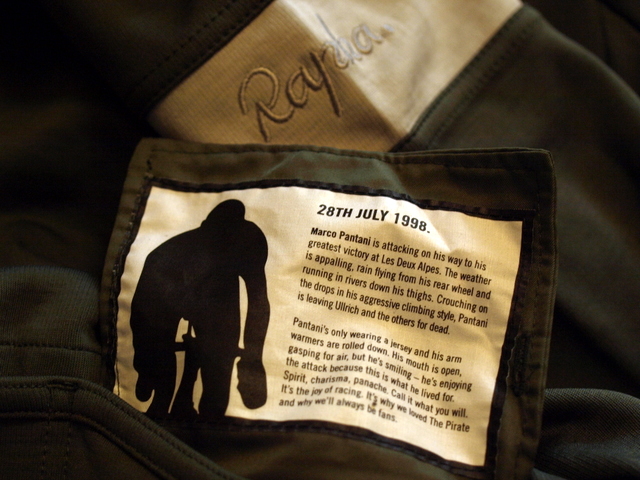 Rapha.
28TH JULY 1998.
Marco Pantani is attacking on his way to his
greatest victory at Les Deux Alpes. The weather
is appalling, rain flying from his rear wheel and
running in rivers down his thighs. Crouching on
the drops in his aggressive climbing style, Pantani
is leaving Ullrich and the others for dead.
Pantani's only wearing a jersey and his arm
warmers are rolled down. His mouth is open,
gasping for air, but he's smiling – he's enjoying
the attack because this is what he lived for.
Spirit, charisma, panache. Call it what you will.
It's the joy of racing. It's why we loved The Pirate
and why we'll always be fans.